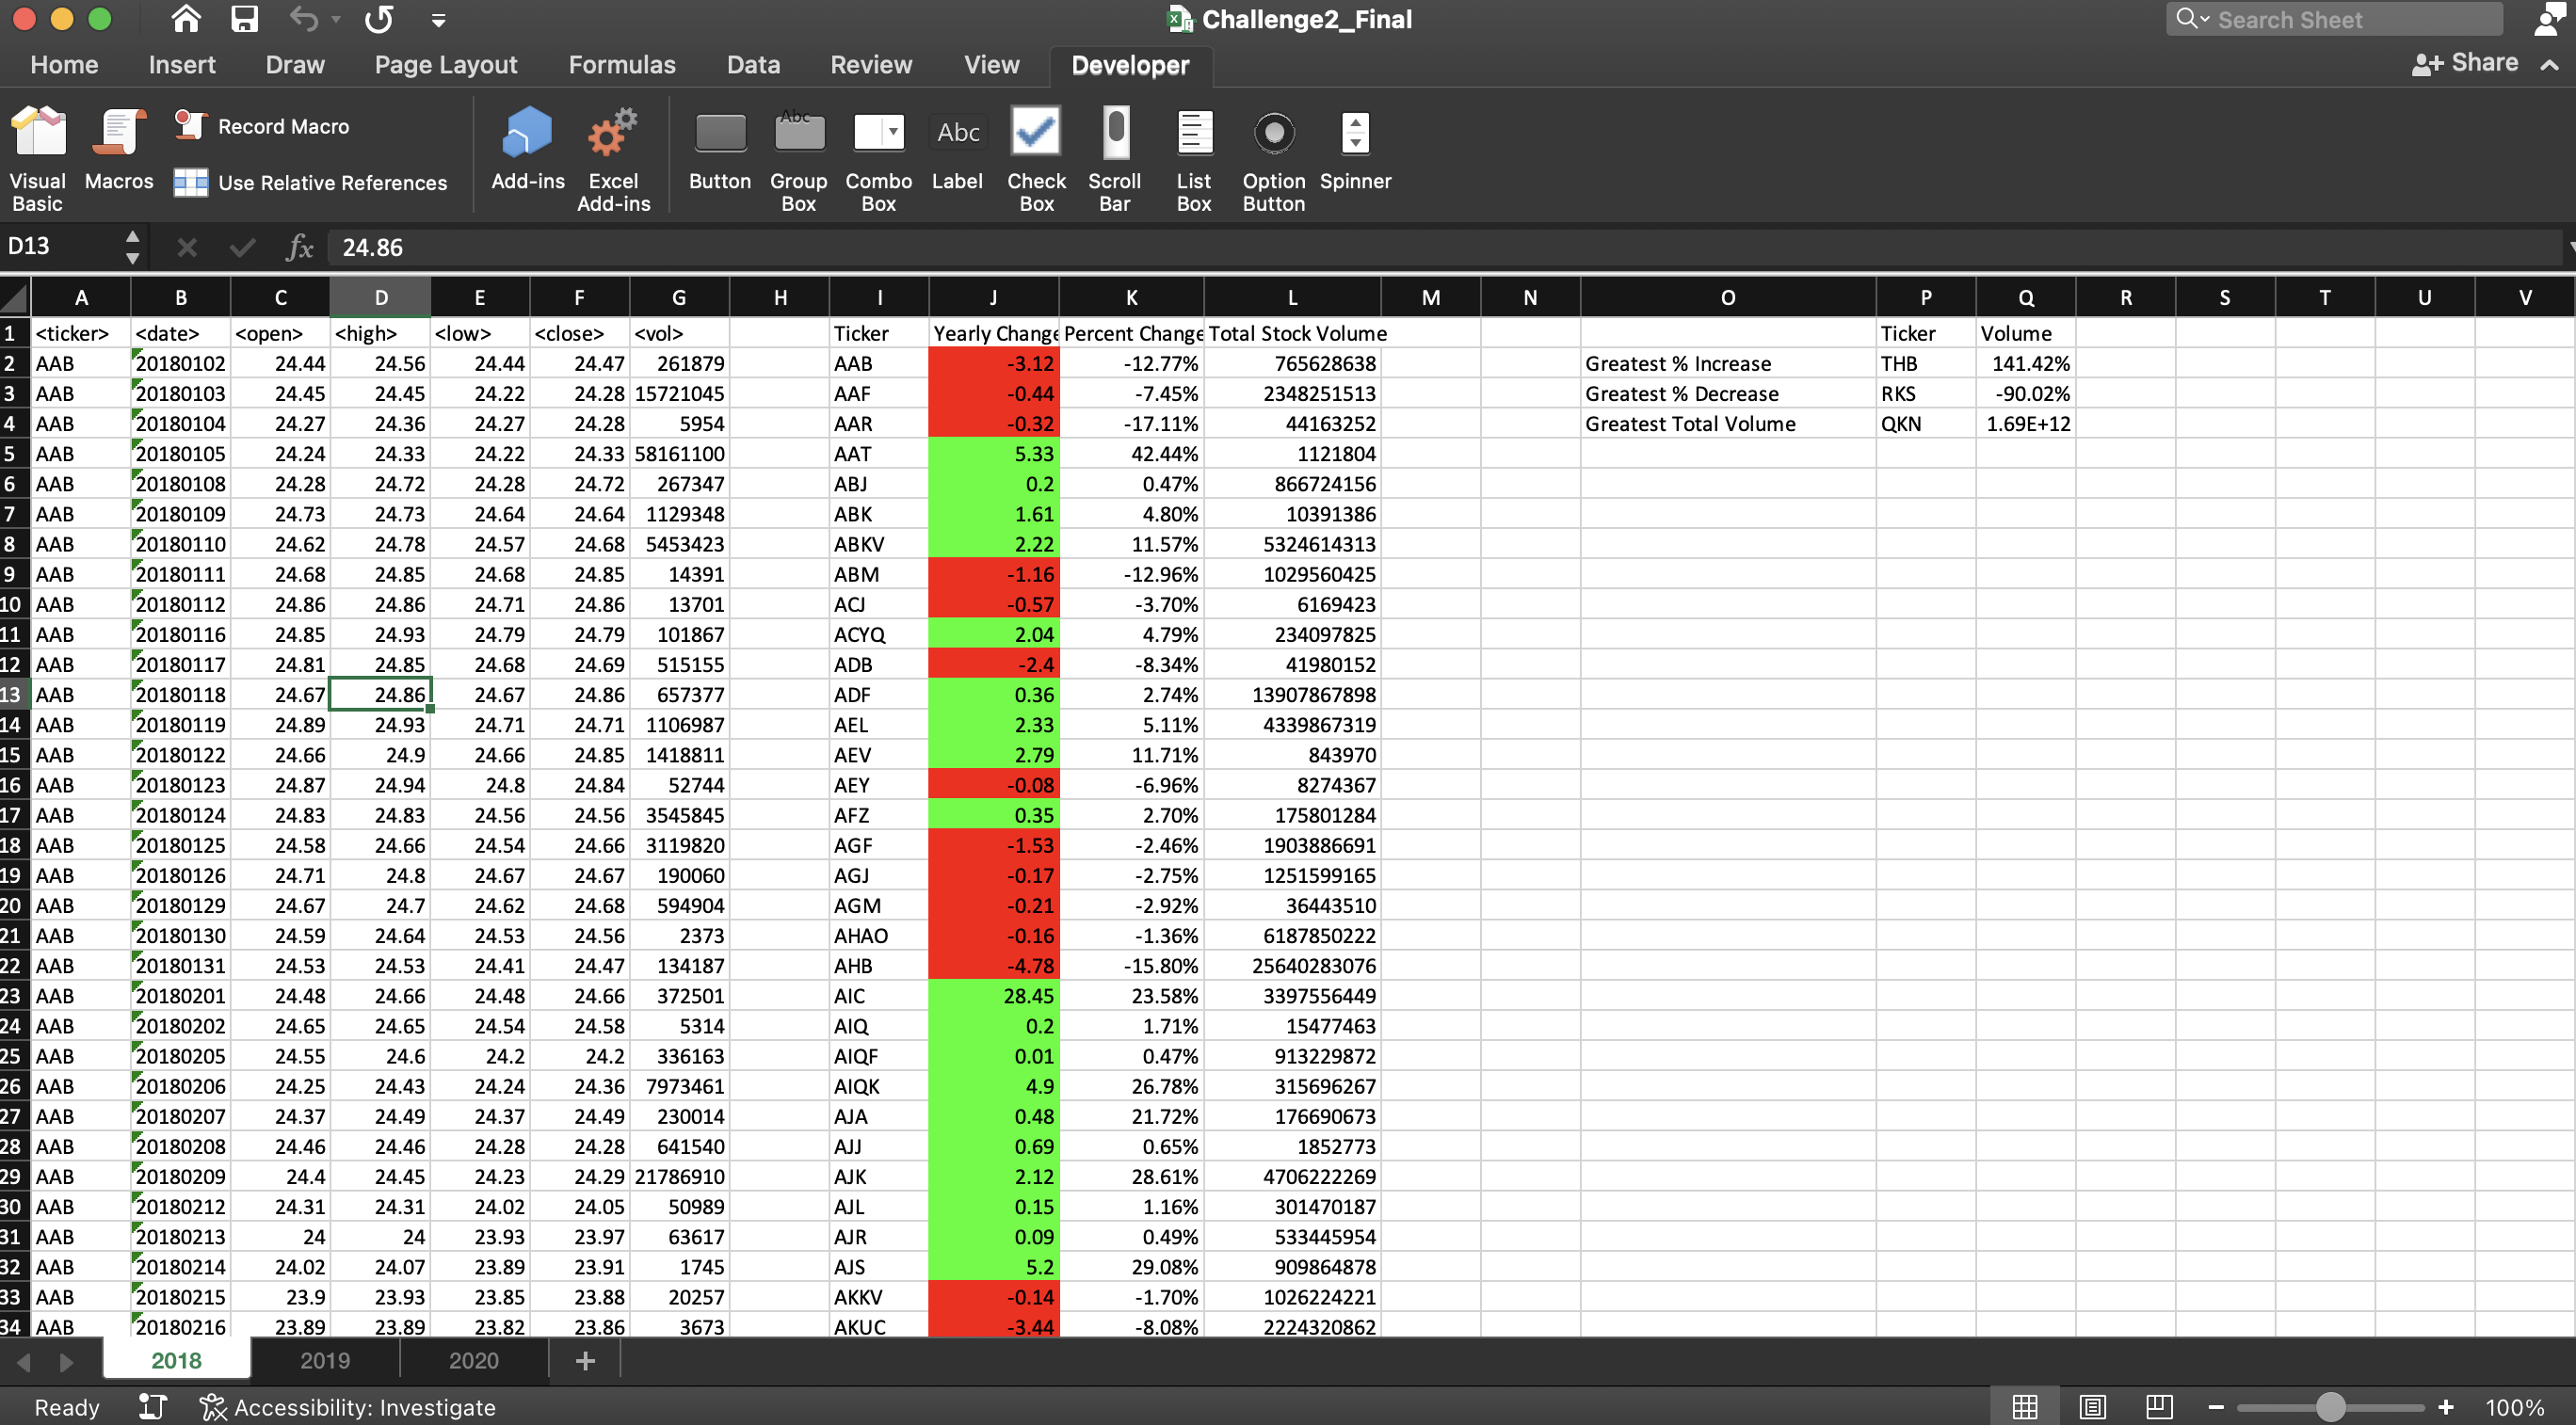 Challenge2_Final
Search Sheet
Home Insert Draw Page Layout Formulas Data Review View Developer Share
Visual Basic Macros Record Macro Use Relative References Add-ins Excel Add-ins Button Abc Group Box Combo Box Abc Label Check Box Scroll Bar List Box Option Button Spinner
D13 fx 24.86
A B C D E F G H I J K L M N O P Q R S T U V
1 <ticker> <date> <open> <high> <low> <close> <vol> Ticker Yearly Change Percent Change Total Stock Volume Ticker Volume
2 AAB 20180102 24.44 24.56 24.44 24.47 261879 AAB -3.12 -12.77% 765628638 Greatest % Increase THB 141.42%
3 AAB 20180103 24.45 24.45 24.22 24.28 15721045 AAF -0.44 -7.45% 2348251513 Greatest % Decrease RKS -90.02%
4 AAB 20180104 24.27 24.36 24.27 24.28 5954 AAR -0.32 -17.11% 44163252 Greatest Total Volume QKN 1.69E+12
5 AAB 20180105 24.24 24.33 24.22 24.33 58161100 AAT 5.33 42.44% 1121804
6 AAB 20180108 24.28 24.72 24.28 24.72 267347 ABJ 0.2 0.47% 866724156
7 AAB 20180109 24.73 24.73 24.64 24.64 1129348 ABK 1.61 4.80% 10391386
8 AAB 20180110 24.62 24.78 24.57 24.68 5453423 ABKV 2.22 11.57% 5324614313
9 AAB 20180111 24.68 24.85 24.68 24.85 14391 ABM -1.16 -12.96% 1029560425
10 AAB 20180112 24.86 24.86 24.71 24.86 13701 ACJ -0.57 -3.70% 6169423
11 AAB 20180116 24.85 24.93 24.79 24.79 101867 ACYQ 2.04 4.79% 234097825
12 AAB 20180117 24.81 24.85 24.68 24.69 515155 ADB -2.4 -8.34% 41980152
13 AAB 20180118 24.67 24.86 24.67 24.86 657377 ADF 0.36 2.74% 13907867898
14 AAB 20180119 24.89 24.93 24.71 24.71 1106987 AEL 2.33 5.11% 4339867319
15 AAB 20180122 24.66 24.9 24.66 24.85 1418811 AEV 2.79 11.71% 843970
16 AAB 20180123 24.87 24.94 24.8 24.84 52744 AEY -0.08 -6.96% 8274367
17 AAB 20180124 24.83 24.83 24.56 24.56 3545845 AFZ 0.35 2.70% 175801284
18 AAB 20180125 24.58 24.66 24.54 24.66 3119820 AGF -1.53 -2.46% 1903886691
19 AAB 20180126 24.71 24.8 24.67 24.67 190060 AGJ -0.17 -2.75% 1251599165
20 AAB 20180129 24.67 24.7 24.62 24.68 594904 AGM -0.21 -2.92% 36443510
21 AAB 20180130 24.59 24.64 24.53 24.56 2373 AHAO -0.16 -1.36% 6187850222
22 AAB 20180131 24.53 24.53 24.41 24.47 134187 AHB -4.78 -15.80% 25640283076
23 AAB 20180201 24.48 24.66 24.48 24.66 372501 AIC 28.45 23.58% 3397556449
24 AAB 20180202 24.65 24.65 24.54 24.58 5314 AIQ 0.2 1.71% 15477463
25 AAB 20180205 24.55 24.6 24.2 24.2 336163 AIQF 0.01 0.47% 913229872
26 AAB 20180206 24.25 24.43 24.24 24.36 7973461 AIQK 4.9 26.78% 315696267
27 AAB 20180207 24.37 24.49 24.37 24.49 230014 AJA 0.48 21.72% 176690673
28 AAB 20180208 24.46 24.46 24.28 24.28 641540 AJJ 0.69 0.65% 1852773
29 AAB 20180209 24.4 24.45 24.23 24.29 21786910 AJK 2.12 28.61% 4706222269
30 AAB 20180212 24.31 24.31 24.02 24.05 50989 AJL 0.15 1.16% 301470187
31 AAB 20180213 24 24 23.93 23.97 63617 AJR 0.09 0.49% 533445954
32 AAB 20180214 24.02 24.07 23.89 23.91 1745 AJS 5.2 29.08% 909864878
33 AAB 20180215 23.9 23.93 23.85 23.88 20257 AKKV -0.14 -1.70% 1026224221
34 AAB 20180216 23.89 23.89 23.82 23.86 3673 AKUC -3.44 -8.08% 2224320862
2018 2019 2020
Ready Accessibility: Investigate 100%